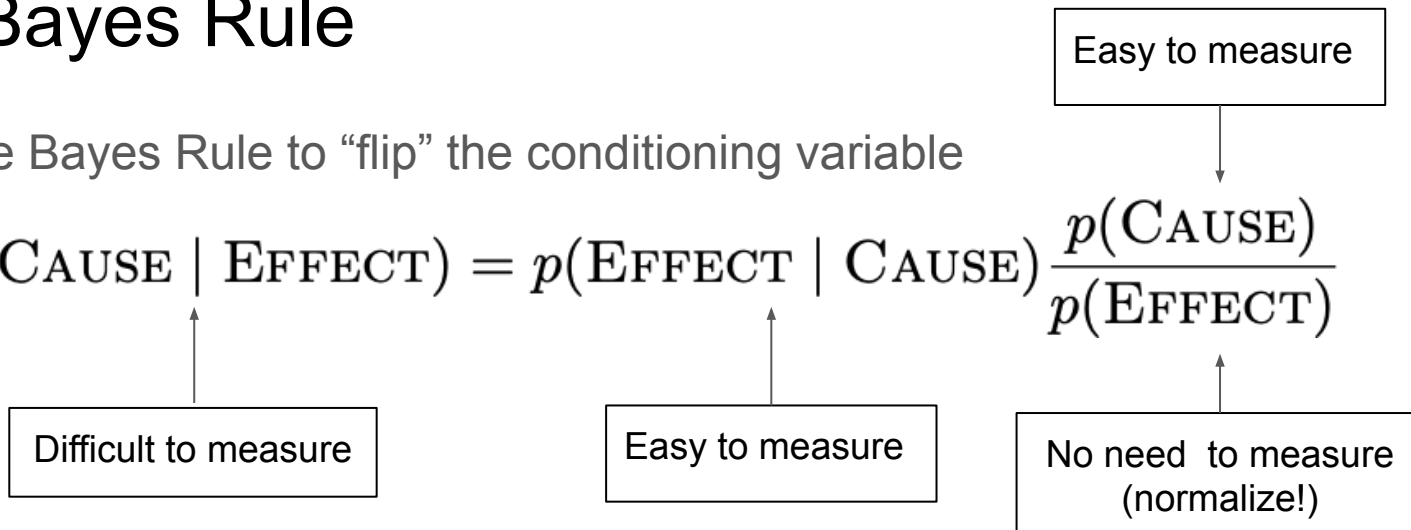 Bayes Rule
Easy to measure
e Bayes Rule to “flip” the conditioning variable
CAUSE | EFFECT) = p(EFFECT | CAUSE) p(CAUSE)
p(EFFECT)
Difficult to measure
Easy to measure
No need to measure
(normalize!)